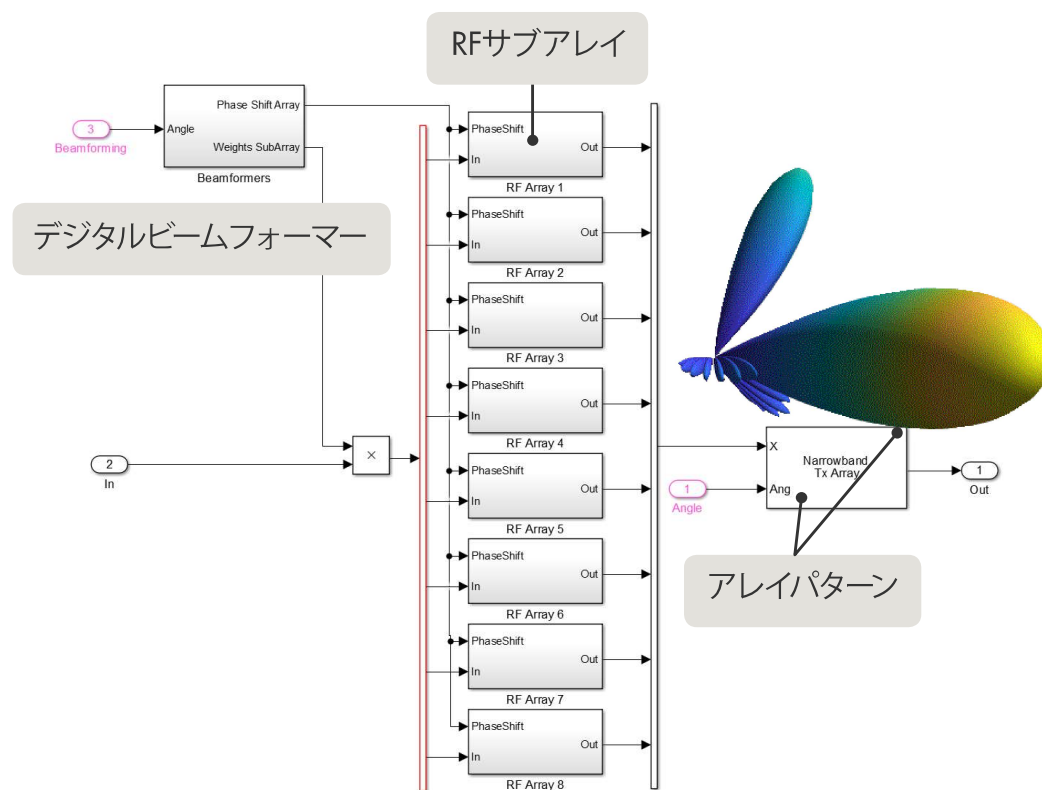 RFサブアレイ
Phase Shift Array
Angle
Weights SubArray
Beamformers
3
Beamforming
デジタルビームフォーマー
2
In
×
PhaseShift
In
Out
RF Array 1
PhaseShift
In
Out
RF Array 2
PhaseShift
In
Out
RF Array 3
PhaseShift
In
Out
RF Array 4
PhaseShift
In
Out
RF Array 5
PhaseShift
In
Out
RF Array 6
PhaseShift
In
Out
RF Array 7
PhaseShift
In
Out
RF Array 8
X
Narrowband
Tx Array
Ang
1
Angle
1
Out
アレイパターン